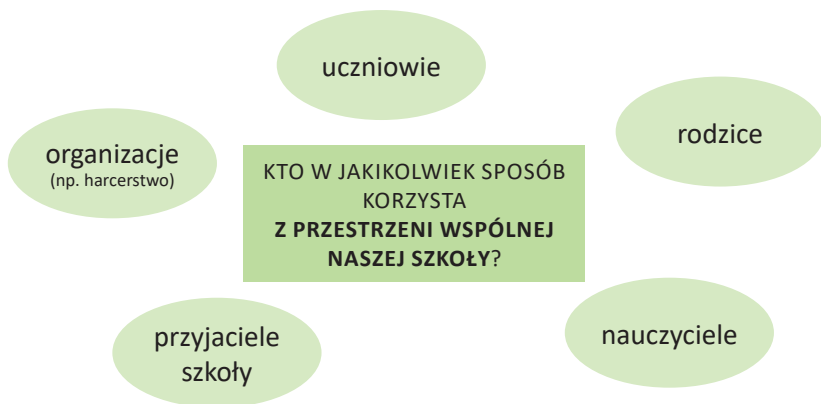 uczniowie
organizacje
(np. harcerstwo)
rodzice
KTO W JAKIKOLWIEK SPOSÓB
KORZYSTA
Z PRZESTRZENI WSPÓLNEJ
NASZEJ SZKOŁY?
przyjaciele
szkoły
nauczyciele